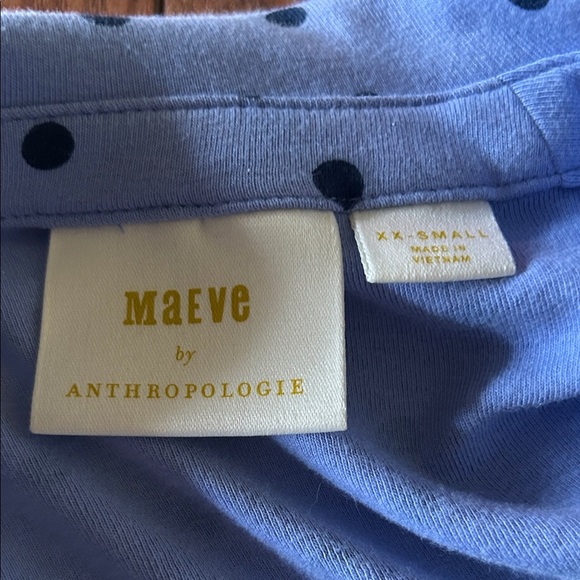 MaEVe
by
ANTHROPOLOGIE
XX-SMALL
MADE IN
VIETNAM